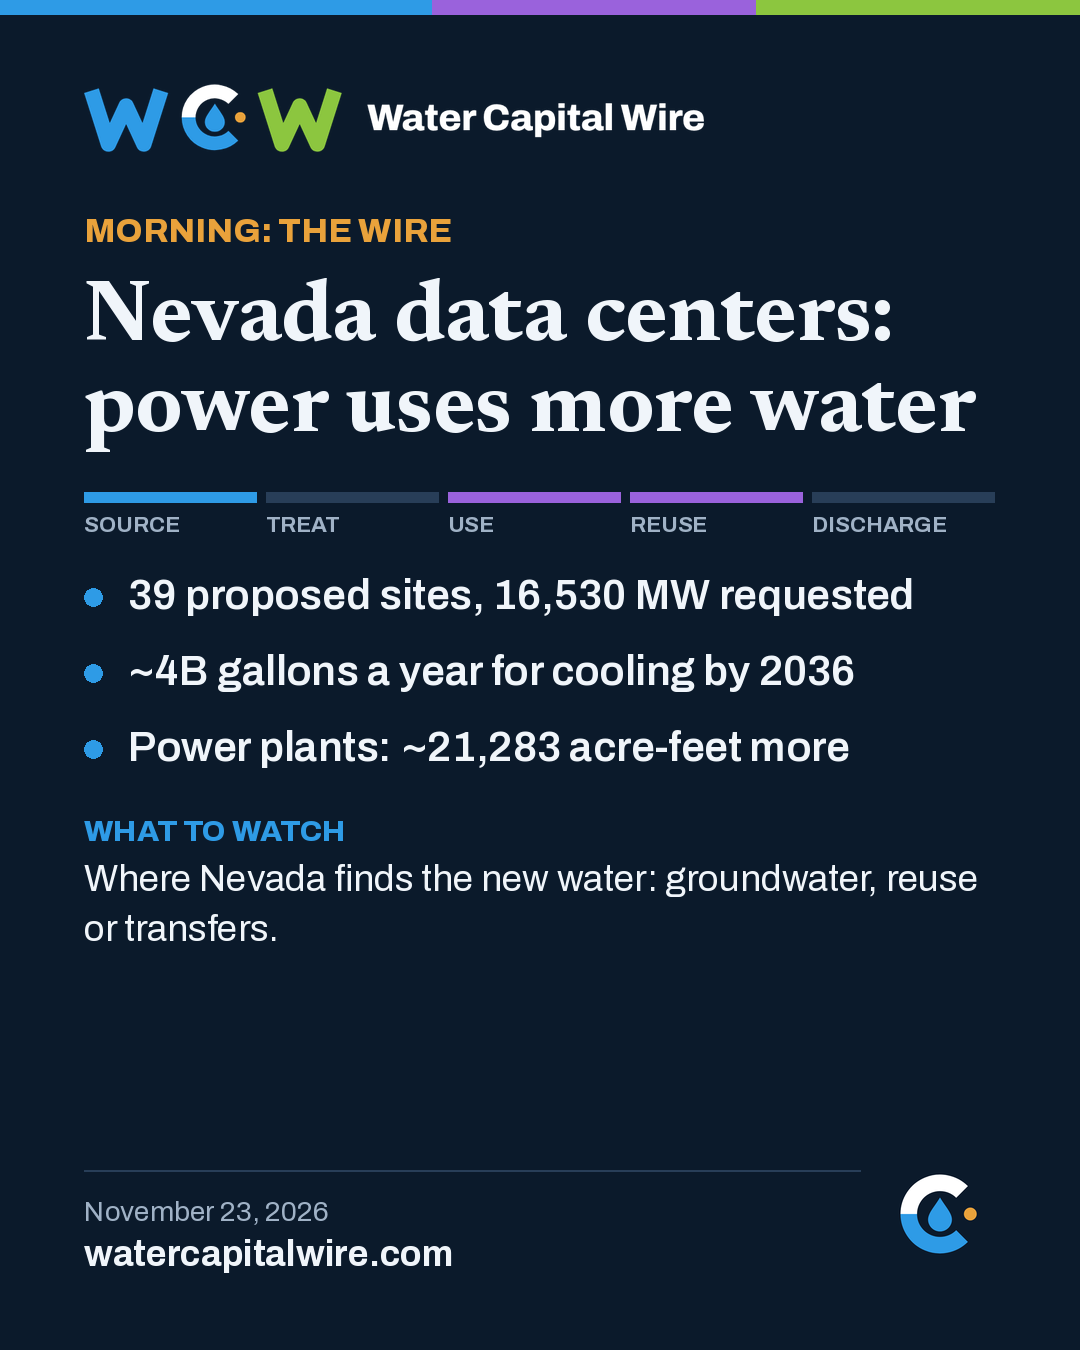 WCW Water Capital Wire
MORNING: THE WIRE
Nevada data centers:
power uses more water
SOURCE TREAT USE REUSE DISCHARGE
39 proposed sites, 16,530 MW requested
~4B gallons a year for cooling by 2036
Power plants: ~21,283 acre-feet more
WHAT TO WATCH
Where Nevada finds the new water: groundwater, reuse
or transfers.
November 23, 2026
watercapitalwire.com